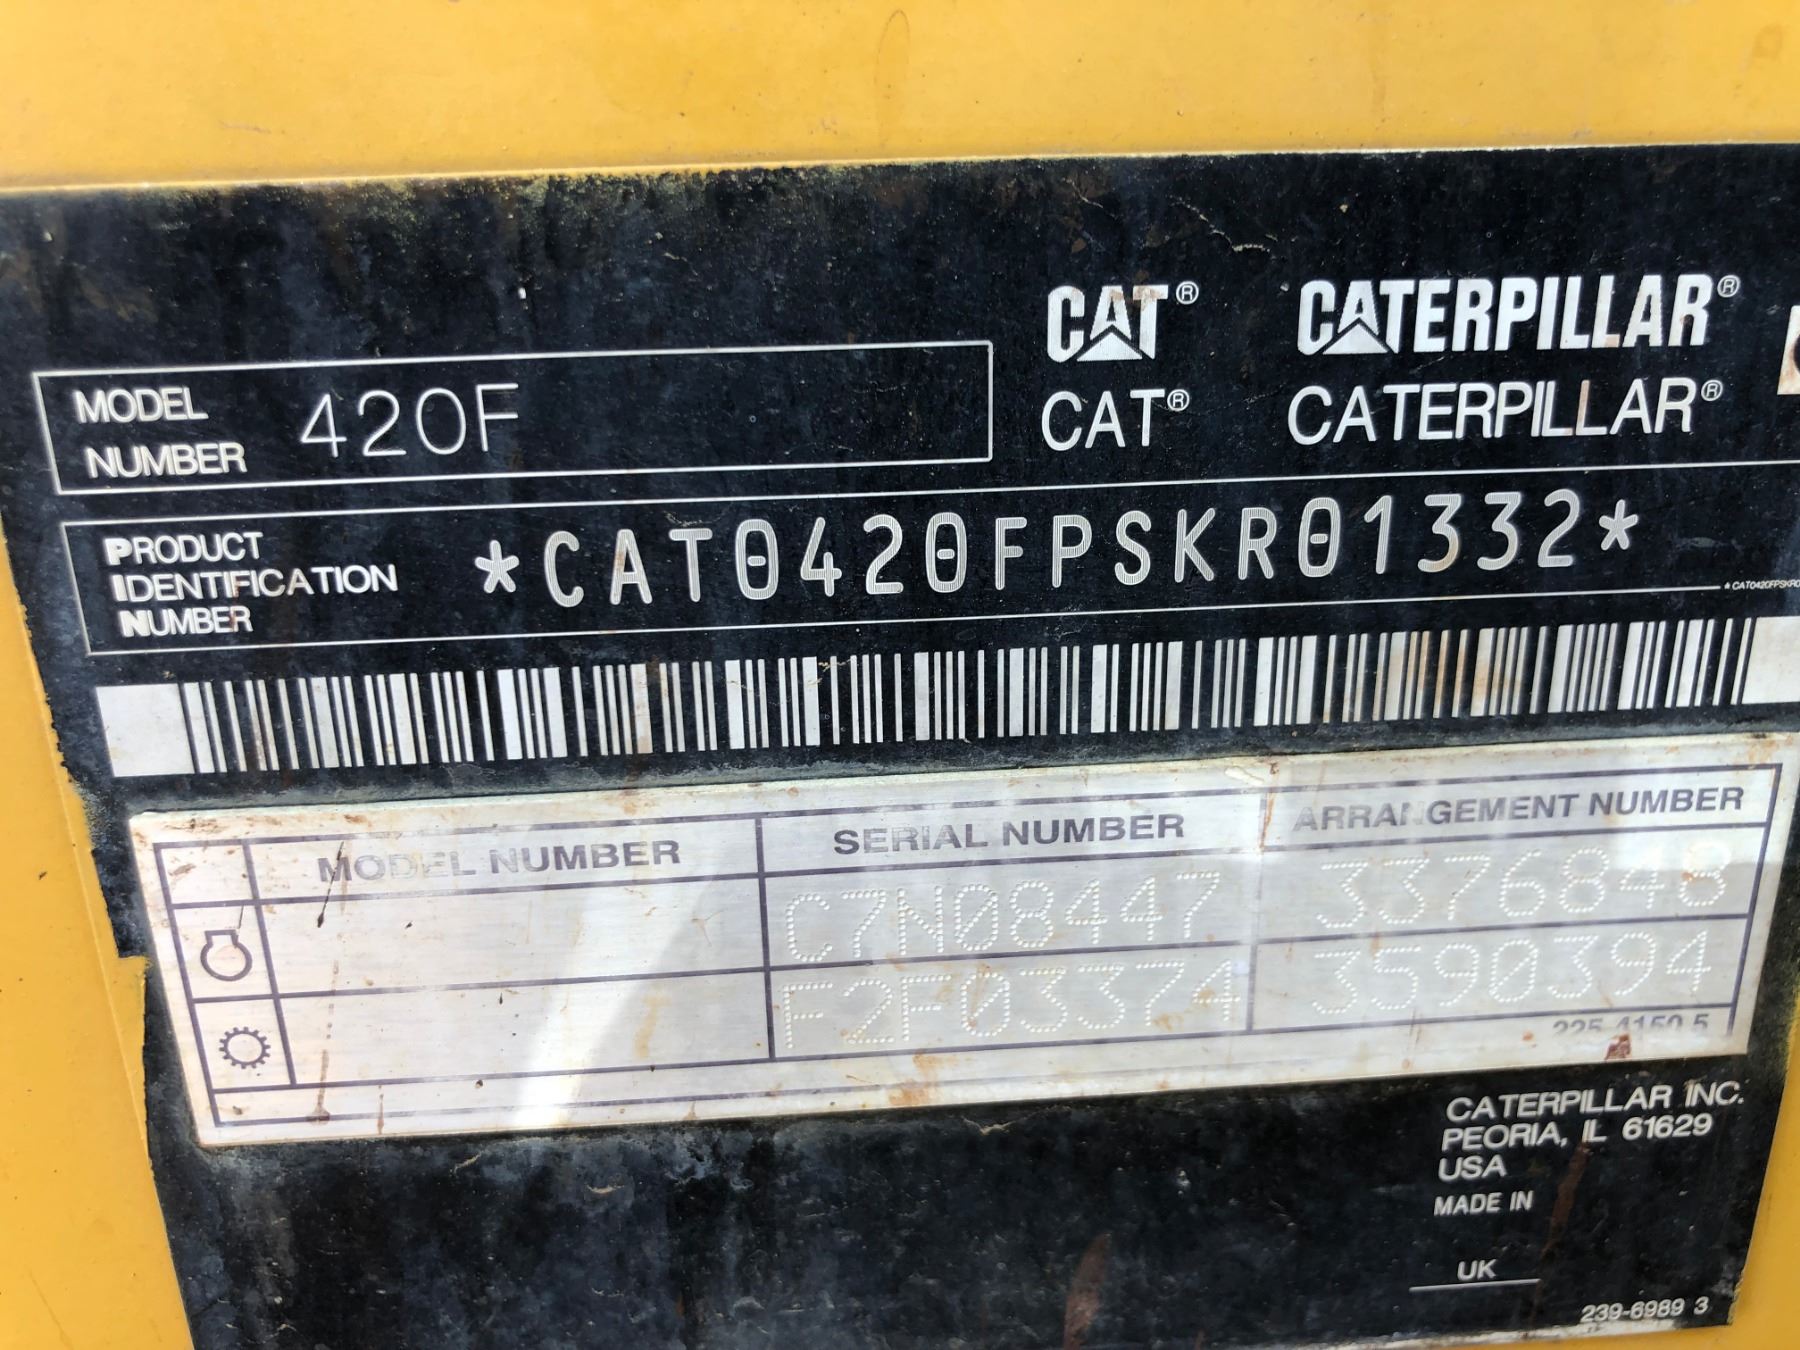 CAT® CATERPILLAR®
CAT® CATERPILLAR®
MODEL NUMBER 420F
PRODUCT IDENTIFICATION NUMBER *CAT0420FPSKR01332*
*CAT0420FPSKR0
MODEL NUMBER SERIAL NUMBER ARRANGEMENT NUMBER
C7N08447 3376848
F2F03374 3590394
225-4150 5
CATERPILLAR INC.
PEORIA, IL 61629
USA
MADE IN
UK
239-6989 3